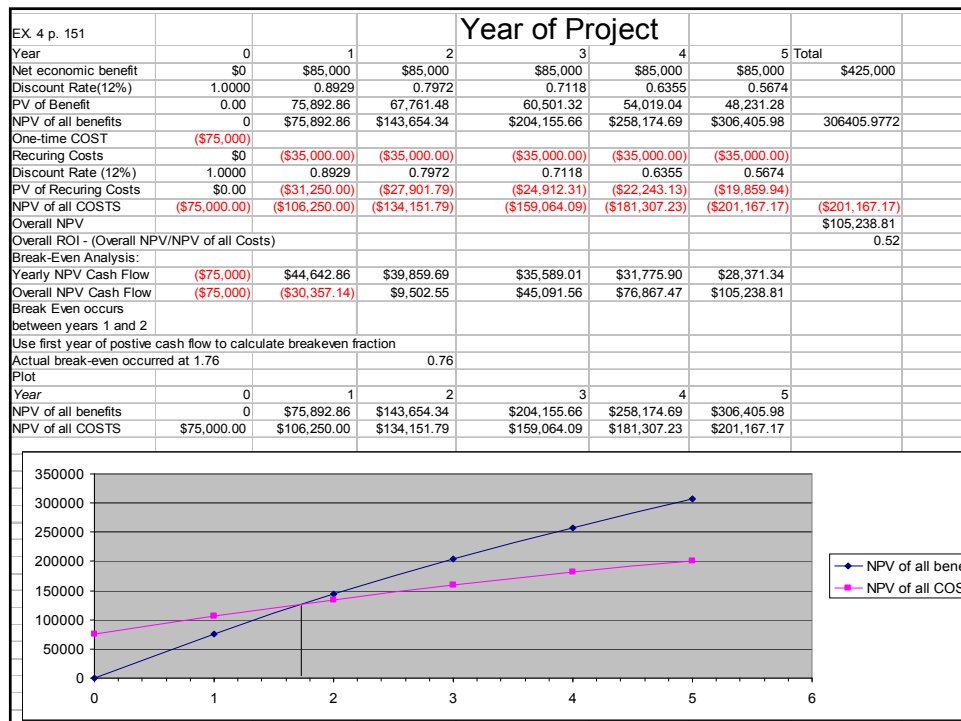 Year of Project
EX. 4 p. 151
Year 0 1 2 3 4 5 Total
Net economic benefit $0 $85,000 $85,000 $85,000 $85,000 $85,000 $425,000
Discount Rate(12%) 1.0000 0.8929 0.7972 0.7118 0.6355 0.5674
PV of Benefit 0.00 75,892.86 67,761.48 60,501.32 54,019.04 48,231.28
NPV of all benefits 0 $75,892.86 $143,654.34 $204,155.66 $258,174.69 $306,405.98 306405.9772
One-time COST ($75,000)
Recuring Costs $0 ($35,000.00) ($35,000.00) ($35,000.00) ($35,000.00) ($35,000.00)
Discount Rate (12%) 1.0000 0.8929 0.7972 0.7118 0.6355 0.5674
PV of Recuring Costs $0.00 ($31,250.00) ($27,901.79) ($24,912.31) ($22,243.13) ($19,859.94)
NPV of all COSTS ($75,000.00) ($106,250.00) ($134,151.79) ($159,064.09) ($181,307.23) ($201,167.17) ($201,167.17)
Overall NPV $105,238.81
Overall ROI - (Overall NPV/NPV of all Costs) 0.52
Break-Even Analysis:
Yearly NPV Cash Flow ($75,000) $44,642.86 $39,859.69 $35,589.01 $31,775.90 $28,371.34
Overall NPV Cash Flow ($75,000) ($30,357.14) $9,502.55 $45,091.56 $76,867.47 $105,238.81
Break Even occurs
between years 1 and 2
Use first year of postive cash flow to calculate breakeven fraction
Actual break-even occurred at 1.76 0.76
Plot
Year 0 1 2 3 4 5
NPV of all benefits 0 $75,892.86 $143,654.34 $204,155.66 $258,174.69 $306,405.98
NPV of all COSTS $75,000.00 $106,250.00 $134,151.79 $159,064.09 $181,307.23 $201,167.17
350000
300000
250000
200000
150000
100000
50000
0
0 1 2 3 4 5 6
NPV of all bene
NPV of all COS